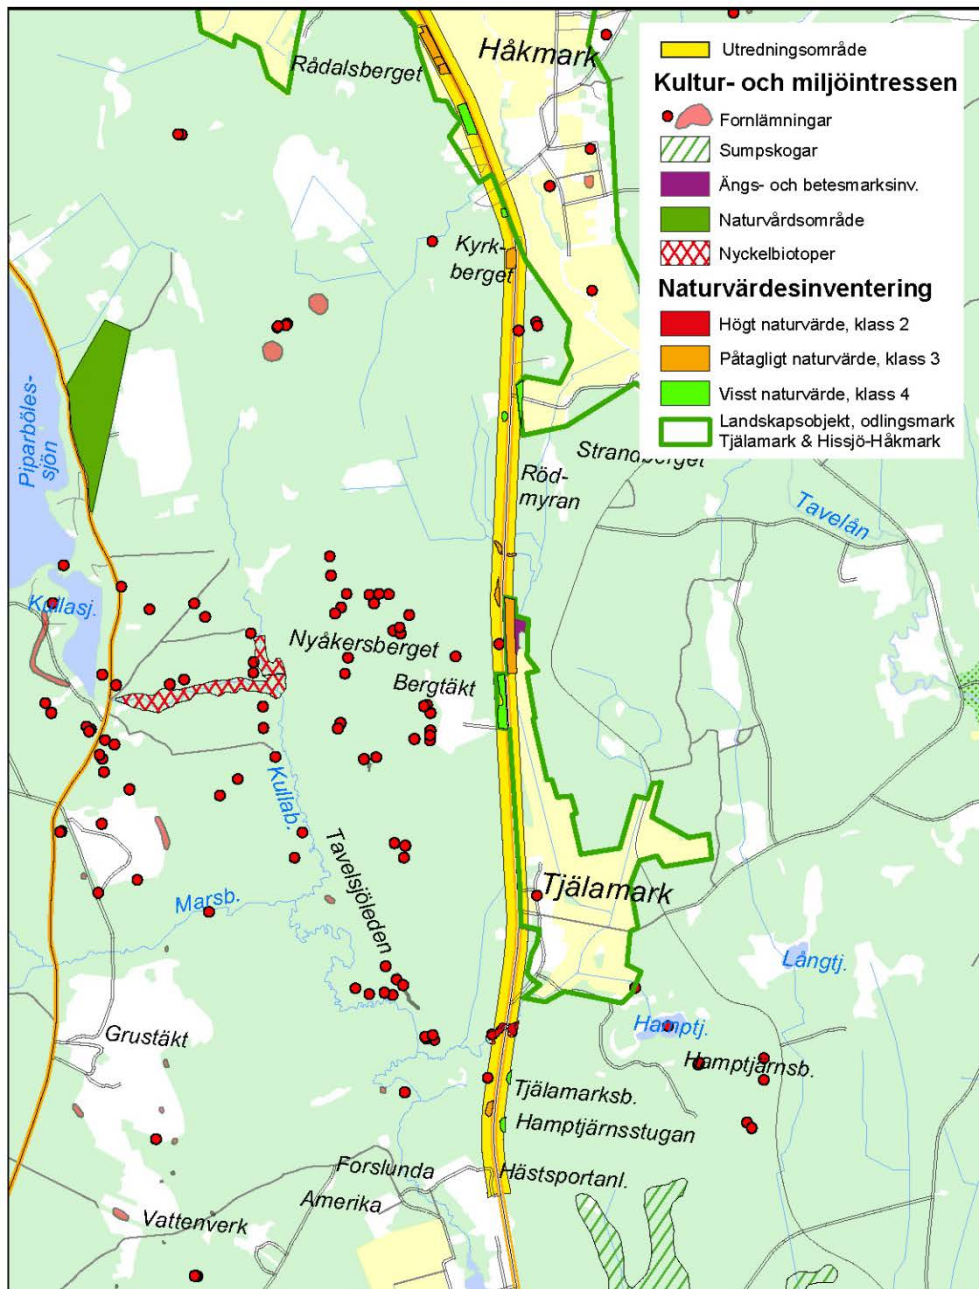 Håkmark
Rådalsberget
Utredningsområde
Kultur- och miljöintressen
Fornlämningar
Sumpskogar
Ängs- och betesmarksinv.
Naturvårdsområde
Nyckelbiotoper
Naturvärdesinventering
Högt naturvärde, klass 2
Påtagligt naturvärde, klass 3
Visst naturvärde, klass 4
Landskapsobjekt, odlingsmark
Tjälamark & Hissjö-Håkmark
Kyrk-
berget
Piparböles-
sjön
Strandberget
Röd-
myran
Tavelån
Kullasj.
Nyåkersberget
Bergtäkt
Kullab.
Tavelsjöleden
Tjälamark
Marsb.
Långtj.
Hamptj.
Grustäkt
Hamptjärnsb.
Tjälamarksb.
Hamptjärnsstugan
Forslunda
Hästsportanl.
Amerika
Vattenverk